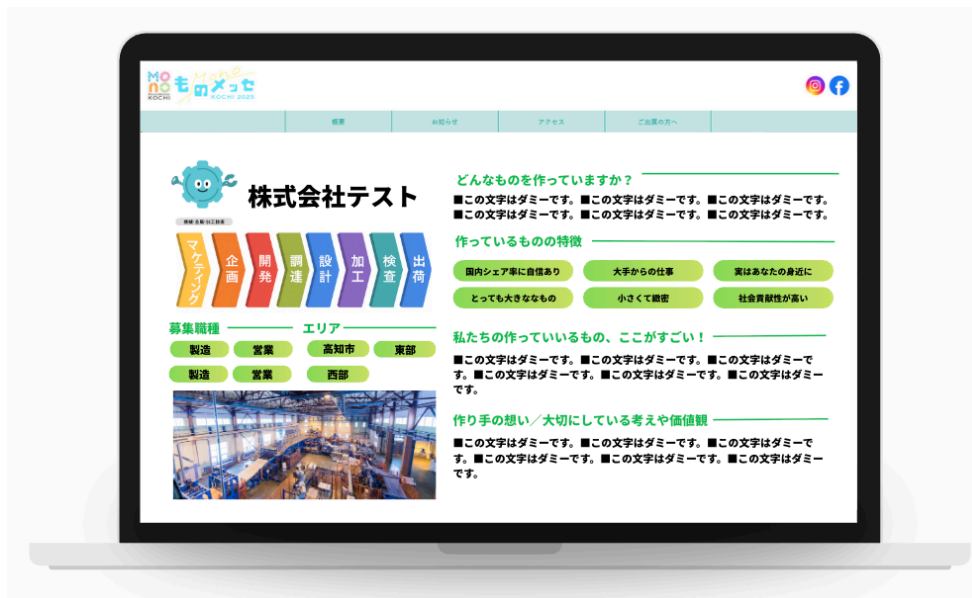 MONO
KOCHI
ものメッセ
KOCHI 2025
概要
お知らせ
アクセス
ご出展の方へ
株式会社テスト
機械・金属・加工技術
マケティング
企画
開発
調達
設計
加工
検査
出荷
募集職種
エリア
製造
営業
高知市
東部
製造
営業
西部
どんなものを作っていますか？
■この文字はダミーです。■この文字はダミーです。■この文字はダミーです。
■この文字はダミーです。■この文字はダミーです。■この文字はダミーです。
作っているものの特徴
国内シェア率に自信あり
大手からの仕事
実はあなたの身近に
とっても大きななもの
小さくて緻密
社会貢献性が高い
私たちの作っていいるもの、ここがすごい！
■この文字はダミーです。■この文字はダミーです。■この文字はダミーで
す。■この文字はダミーです。■この文字はダミーです。■この文字はダミー
です。
作り手の想い／大切にしている考えや価値観
■この文字はダミーです。■この文字はダミーです。■この文字はダミーで
す。■この文字はダミーです。■この文字はダミーです。■この文字はダミー
です。